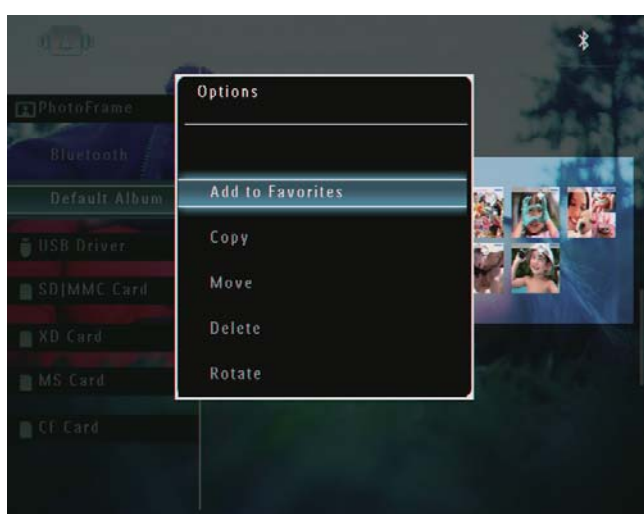 PhotoFrame
Bluetooth
Default Album
USB Driver
SD|MMC Card
XD Card
MS Card
CF Card
Options
Add to Favorites
Copy
Move
Delete
Rotate